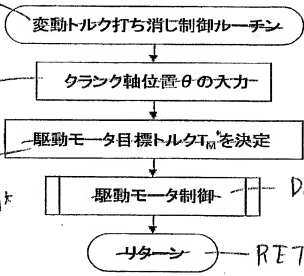 変動トルク打ち消し制御ルーチン
クランク軸位置θの入力
駆動モータ目標トルクTM*を決定
駆動モータ制御
リターン
RET